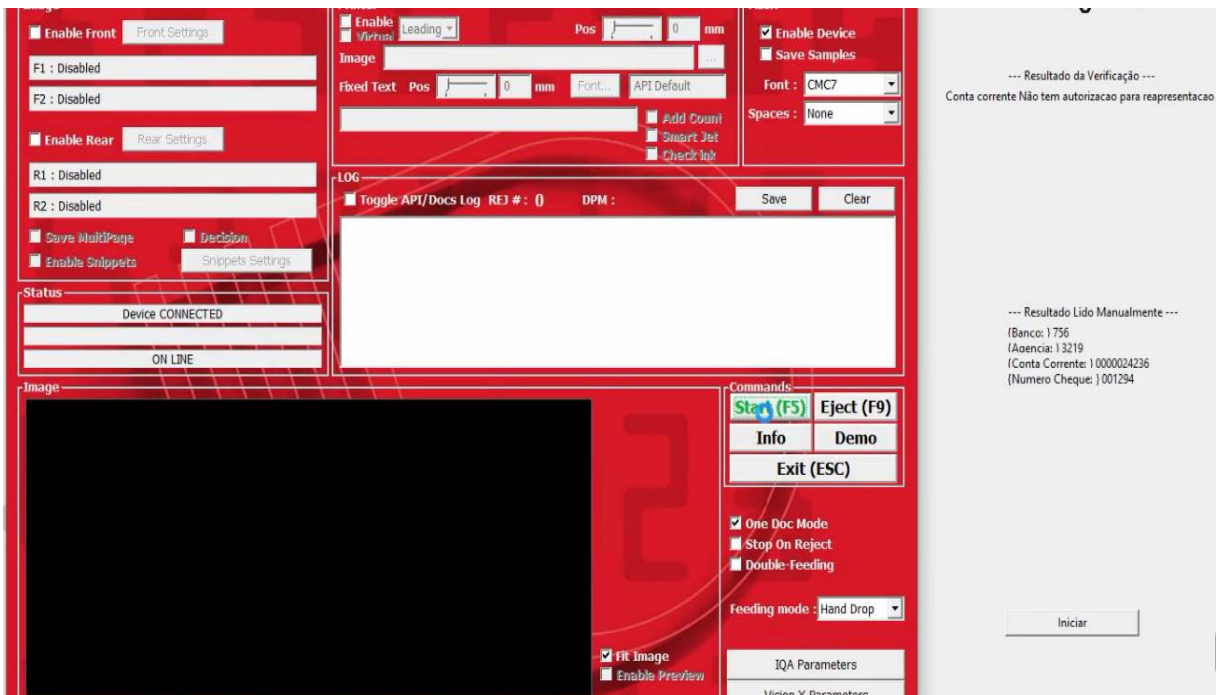 Enable Front
Front Settings
F1 : Disabled
F2 : Disabled
Enable Rear
Rear Settings
R1 : Disabled
R2 : Disabled
Save MultiPage
Decision
Enable Snippets
Snippets Settings
Status
Device CONNECTED
ON LINE
Enable
Virtual
Leading
Pos
0 mm
Image
...
Fixed Text Pos
0 mm
Font...
API Default
Add Count
Smart Jet
Check ink
Enable Device
Save Samples
Font : CMC7
Spaces : None
LOG
Toggle API/Docs Log REJ # : 0 DPM :
Save
Clear
Image
Fit Image
Enable Preview
Commands
Start (F5)
Eject (F9)
Info
Demo
Exit (ESC)
One Doc Mode
Stop On Reject
Double-Feeding
Feeding mode : Hand Drop
IQA Parameters
Vision X Parameters
--- Resultado da Verificação ---
Conta corrente Não tem autorizacao para reapresentacao
--- Resultado Lido Manualmente ---
{Banco: } 756
{Agencia: } 3219
{Conta Corrente: } 0000024236
{Numero Cheque: } 001294
Iniciar